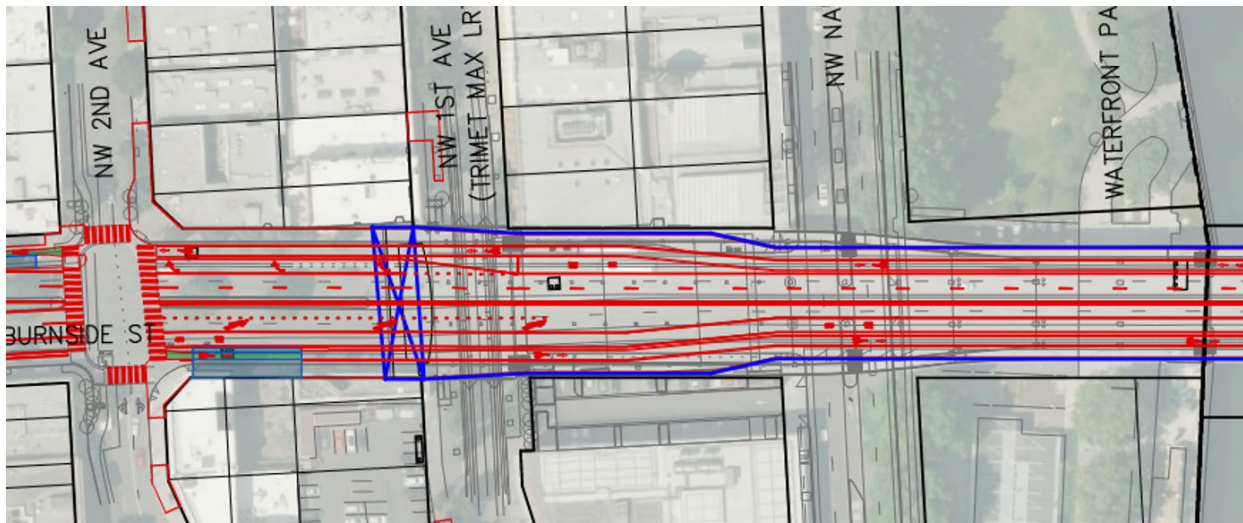 NW 2ND AVE
NW 1ST AVE
(TRIMET MAX LRT
NW NA
WATERFRONT PA
BURNSIDE ST